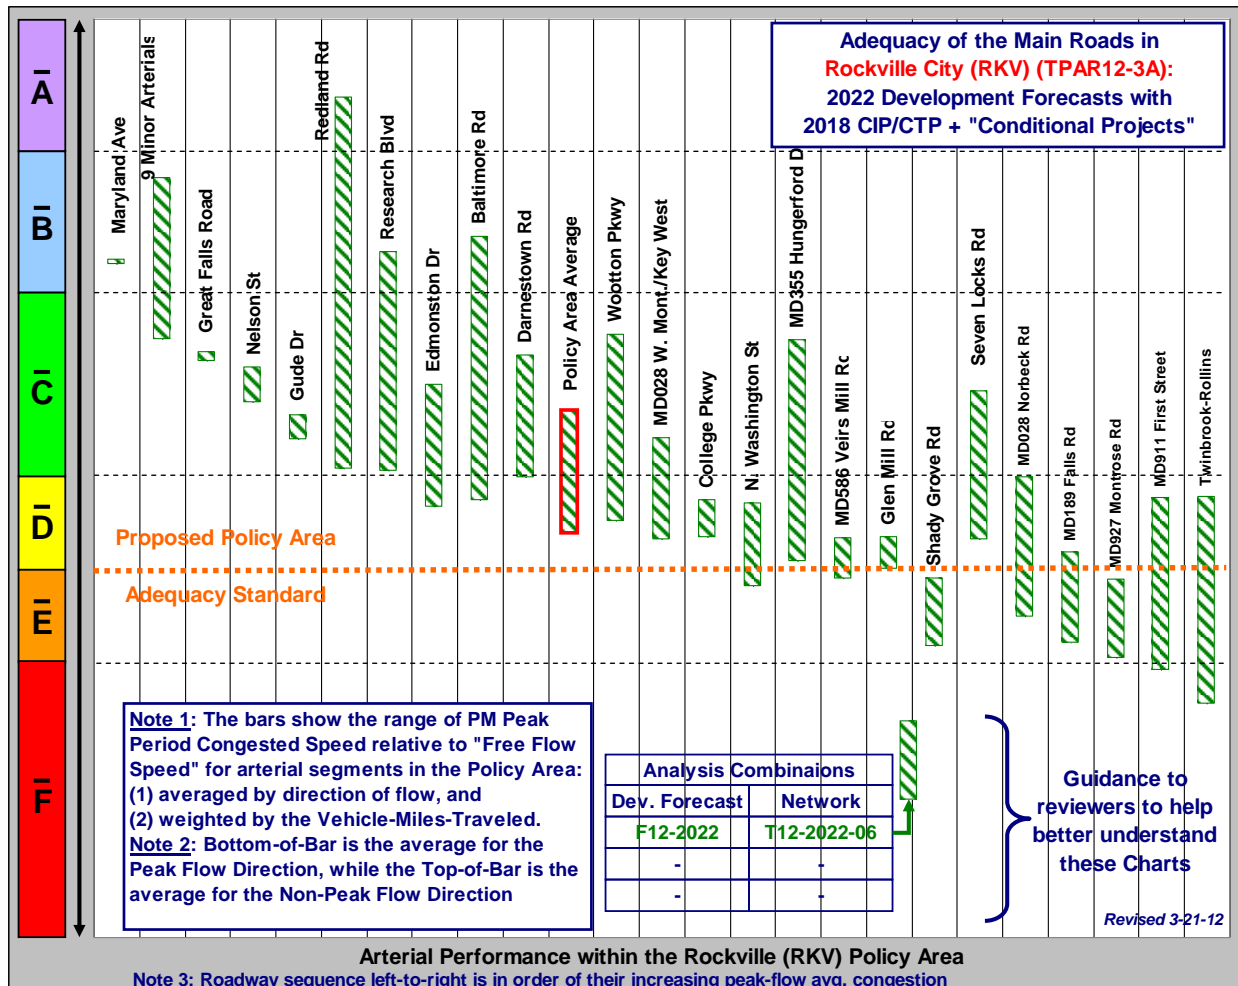 Adequacy of the Main Roads in
Rockville City (RKV) (TPAR12-3A):
2022 Development Forecasts with
2018 CIP/CTP + "Conditional Projects"
A
B
C
D
E
F
Maryland Ave
9 Minor Arterials
Great Falls Road
Nelson St
Gude Dr
Redland Rd
Research Blvd
Edmonston Dr
Baltimore Rd
Darnestown Rd
Policy Area Average
Wootton Pkwy
MD028 W. Mont./Key West
College Pkwy
N. Washington St
MD355 Hungerford D
MD586 Veirs Mill Rd
Glen Mill Rd
Shady Grove Rd
Seven Locks Rd
MD028 Norbeck Rd
MD189 Falls Rd
MD927 Montrose Rd
MD911 First Street
Twinbrook-Rollins
Proposed Policy Area
Adequacy Standard
Note 1: The bars show the range of PM Peak
Period Congested Speed relative to "Free Flow
Speed" for arterial segments in the Policy Area:
(1) averaged by direction of flow, and
(2) weighted by the Vehicle-Miles-Traveled.
Note 2: Bottom-of-Bar is the average for the
Peak Flow Direction, while the Top-of-Bar is the
average for the Non-Peak Flow Direction
Analysis Combinaions
Dev. Forecast Network
F12-2022 T12-2022-06
- -
- -
Guidance to
reviewers to help
better understand
these Charts
Revised 3-21-12
Arterial Performance within the Rockville (RKV) Policy Area
Note 3: Roadway sequence left-to-right is in order of their increasing peak-flow avg. congestion